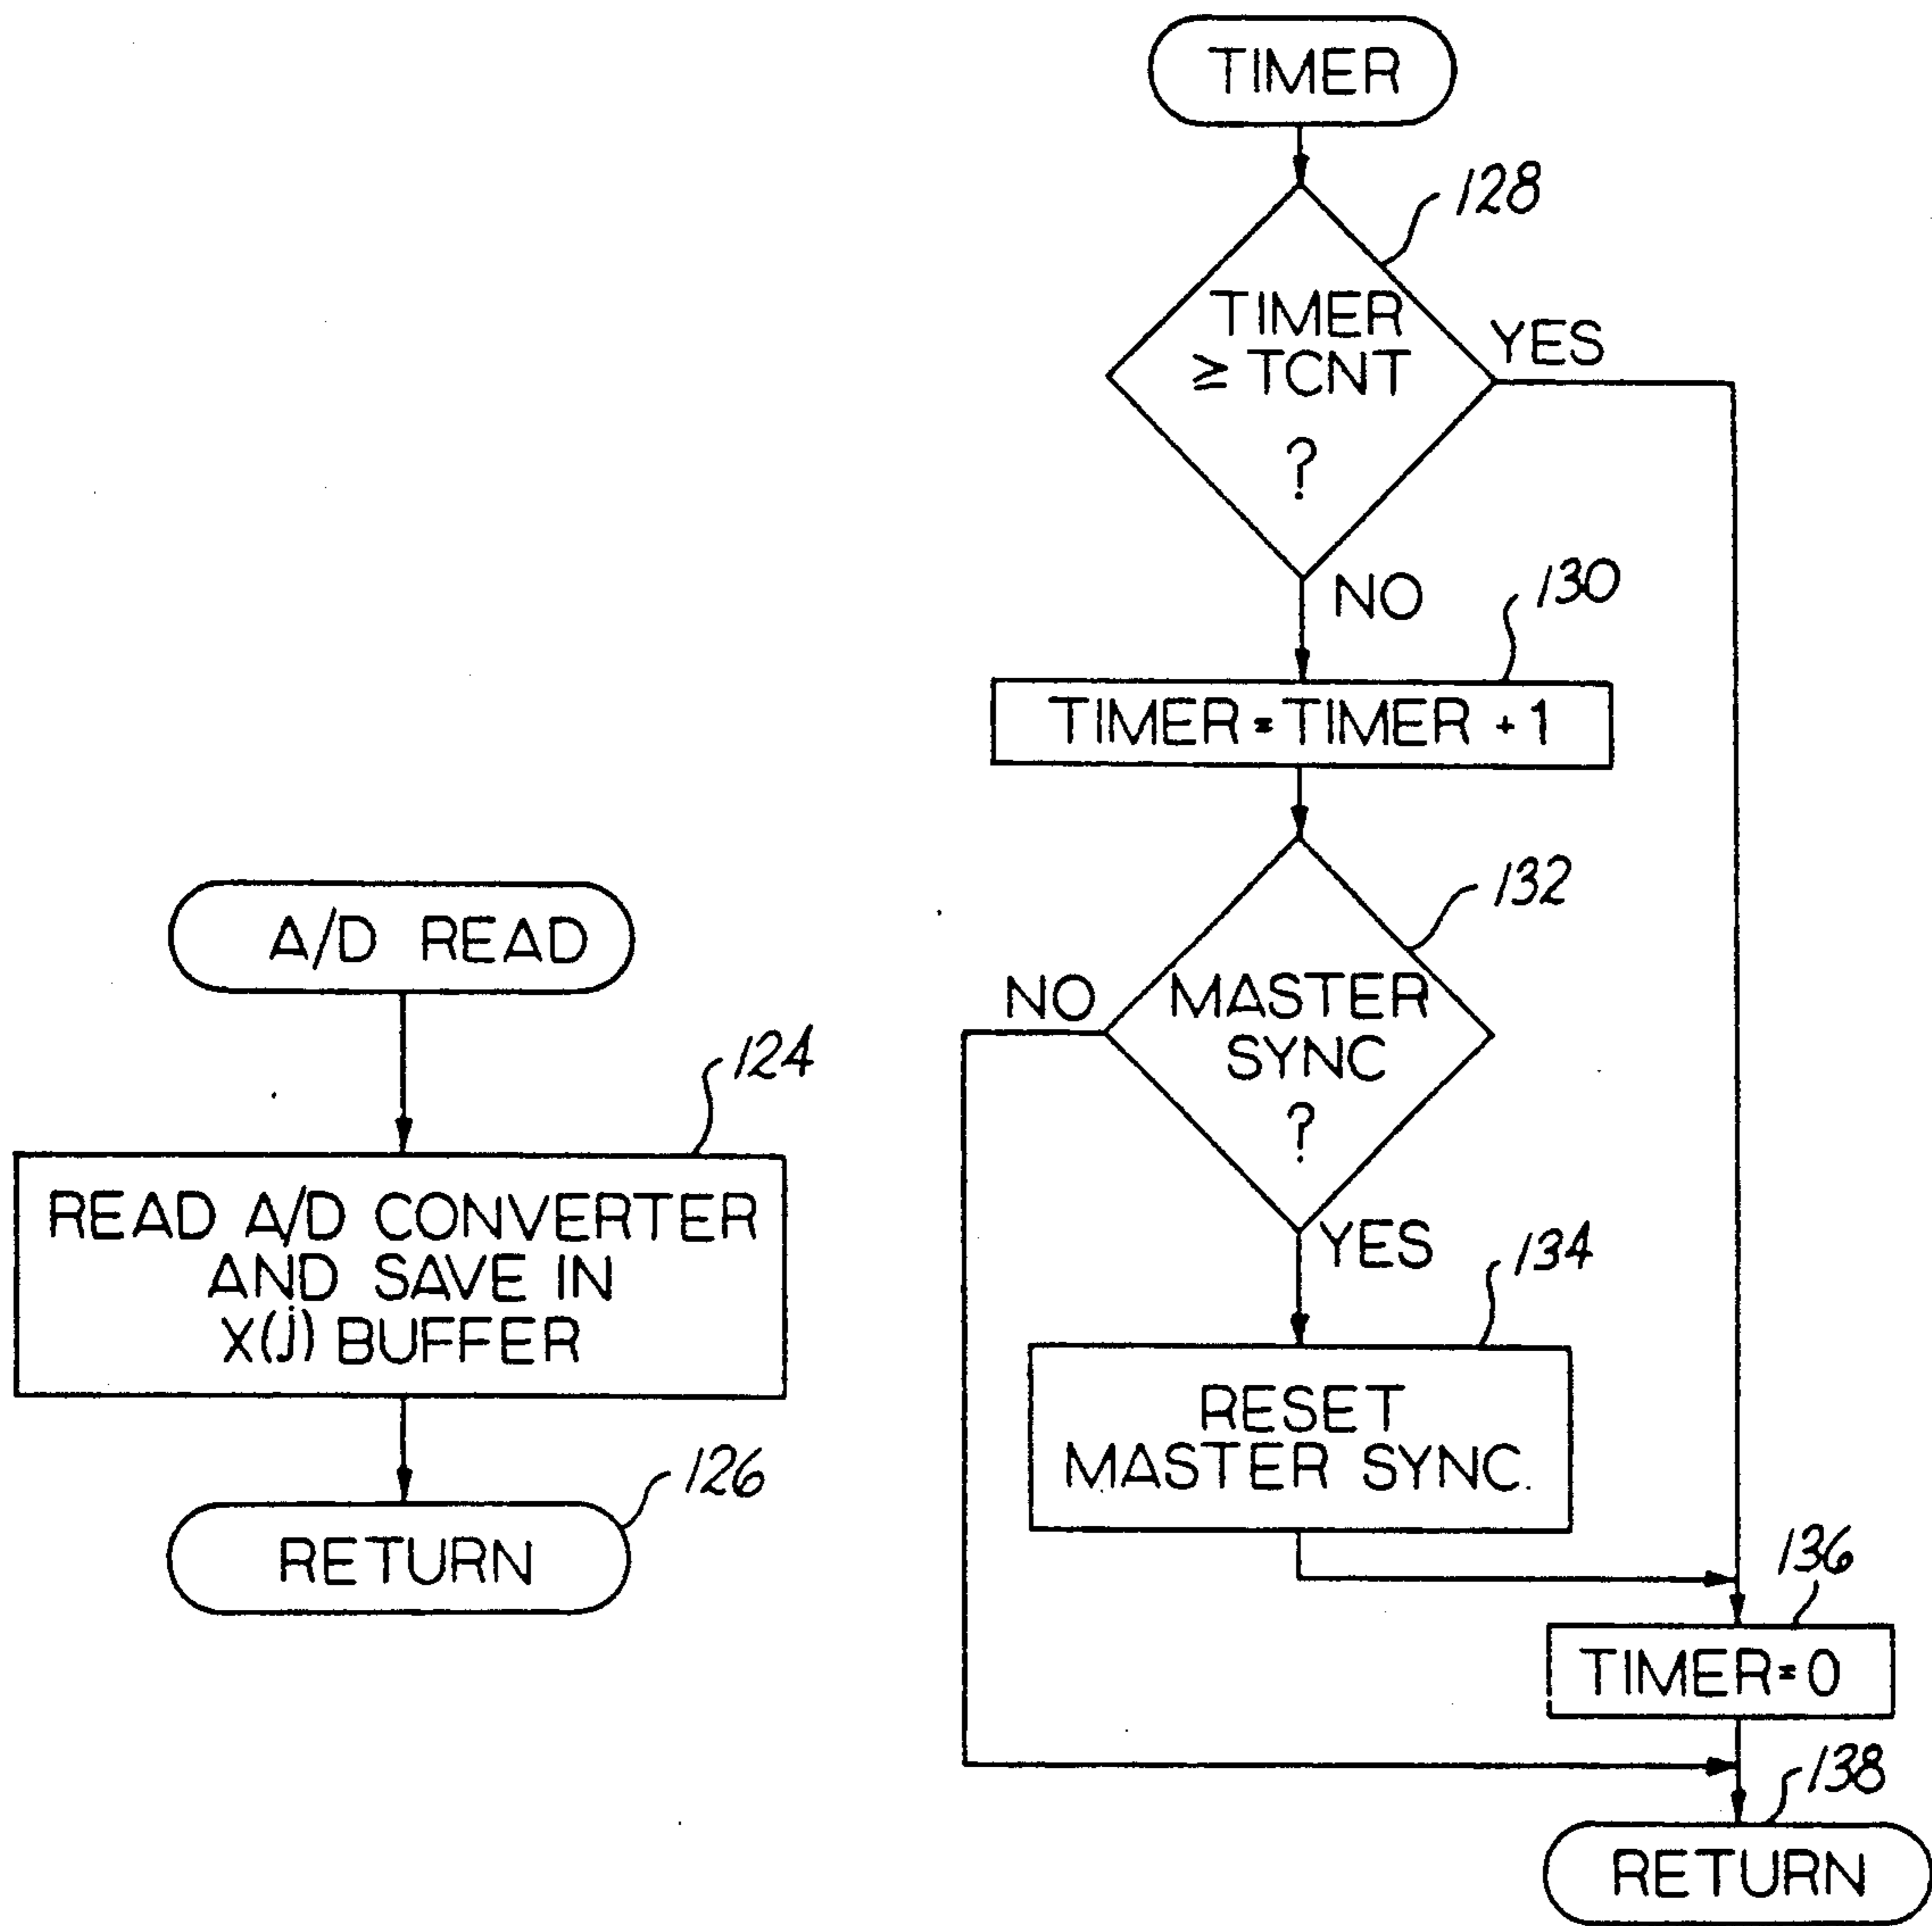 A/D READ
124
READ A/D CONVERTER
AND SAVE IN
X(j) BUFFER
126
RETURN
TIMER
128
TIMER
≥ TCNT
?
YES
NO
130
TIMER = TIMER + 1
132
NO
MASTER
SYNC
?
YES
134
RESET
MASTER SYNC.
136
TIMER = 0
138
RETURN